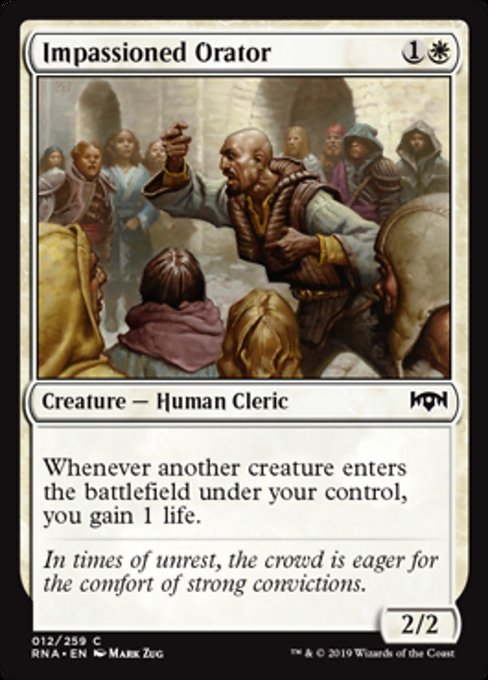 Impassioned Orator 1
Creature — Human Cleric
Whenever another creature enters
the battlefield under your control,
you gain 1 life.
In times of unrest, the crowd is eager for
the comfort of strong convictions.
2/2
012/259 C
RNA • EN Mark Zug
™ & © 2019 Wizards of the Coast